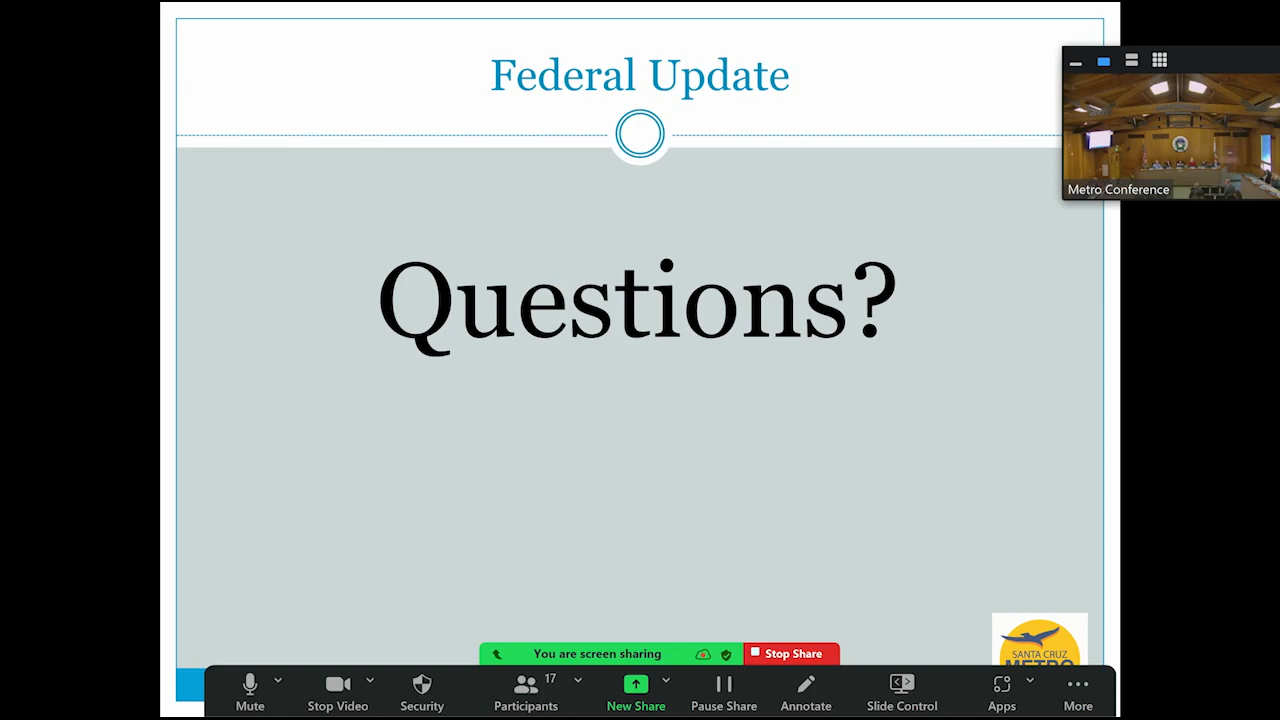 Federal Update
Metro Conference
Questions?
SANTA CRUZ
METRO
You are screen sharing
Stop Share
Mute
Stop Video
Security
17
Participants
New Share
Pause Share
Annotate
Slide Control
Apps
More